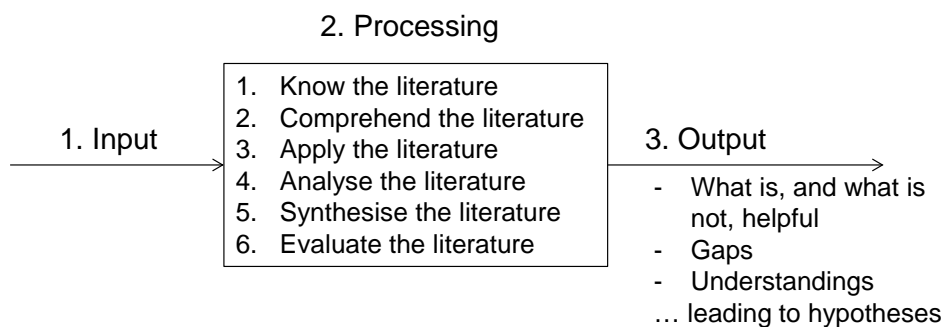 2. Processing
1. Input
1. Know the literature
2. Comprehend the literature
3. Apply the literature
4. Analyse the literature
5. Synthesise the literature
6. Evaluate the literature
3. Output
- What is, and what is
not, helpful
- Gaps
- Understandings
… leading to hypotheses